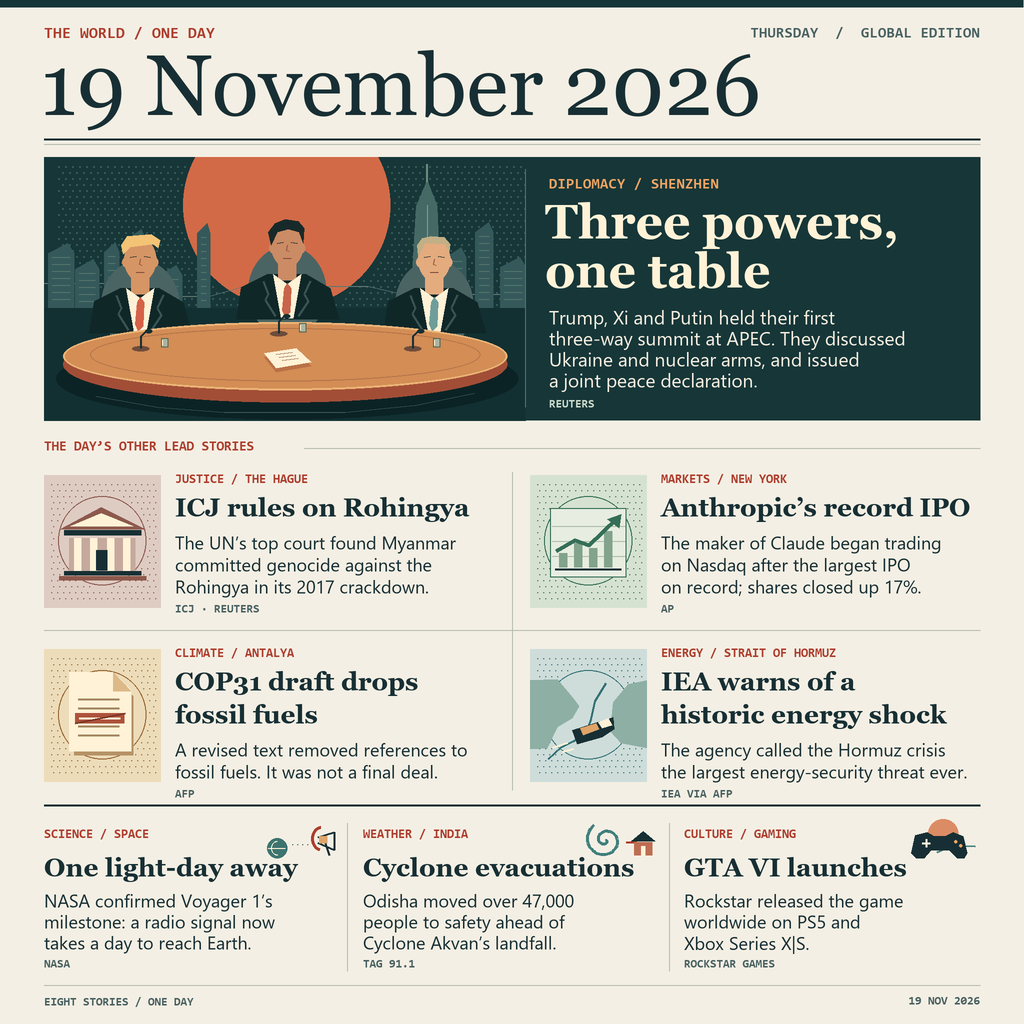 THE WORLD / ONE DAY
THURSDAY / GLOBAL EDITION
19 November 2026
DIPLOMACY / SHENZHEN
Three powers,
one table
Trump, Xi and Putin held their first
three-way summit at APEC. They discussed
Ukraine and nuclear arms, and issued
a joint peace declaration.
REUTERS
THE DAY’S OTHER LEAD STORIES
JUSTICE / THE HAGUE
ICJ rules on Rohingya
The UN’s top court found Myanmar
committed genocide against the
Rohingya in its 2017 crackdown.
ICJ · REUTERS
MARKETS / NEW YORK
Anthropic’s record IPO
The maker of Claude began trading
on Nasdaq after the largest IPO
on record; shares closed up 17%.
AP
CLIMATE / ANTALYA
COP31 draft drops
fossil fuels
A revised text removed references to
fossil fuels. It was not a final deal.
AFP
ENERGY / STRAIT OF HORMUZ
IEA warns of a
historic energy shock
The agency called the Hormuz crisis
the largest energy-security threat ever.
IEA VIA AFP
SCIENCE / SPACE
One light-day away
NASA confirmed Voyager 1’s
milestone: a radio signal now
takes a day to reach Earth.
NASA
WEATHER / INDIA
Cyclone evacuations
Odisha moved over 47,000
people to safety ahead of
Cyclone Akvan’s landfall.
TAG 91.1
CULTURE / GAMING
GTA VI launches
Rockstar released the game
worldwide on PS5 and
Xbox Series X|S.
ROCKSTAR GAMES
EIGHT STORIES / ONE DAY
19 NOV 2026